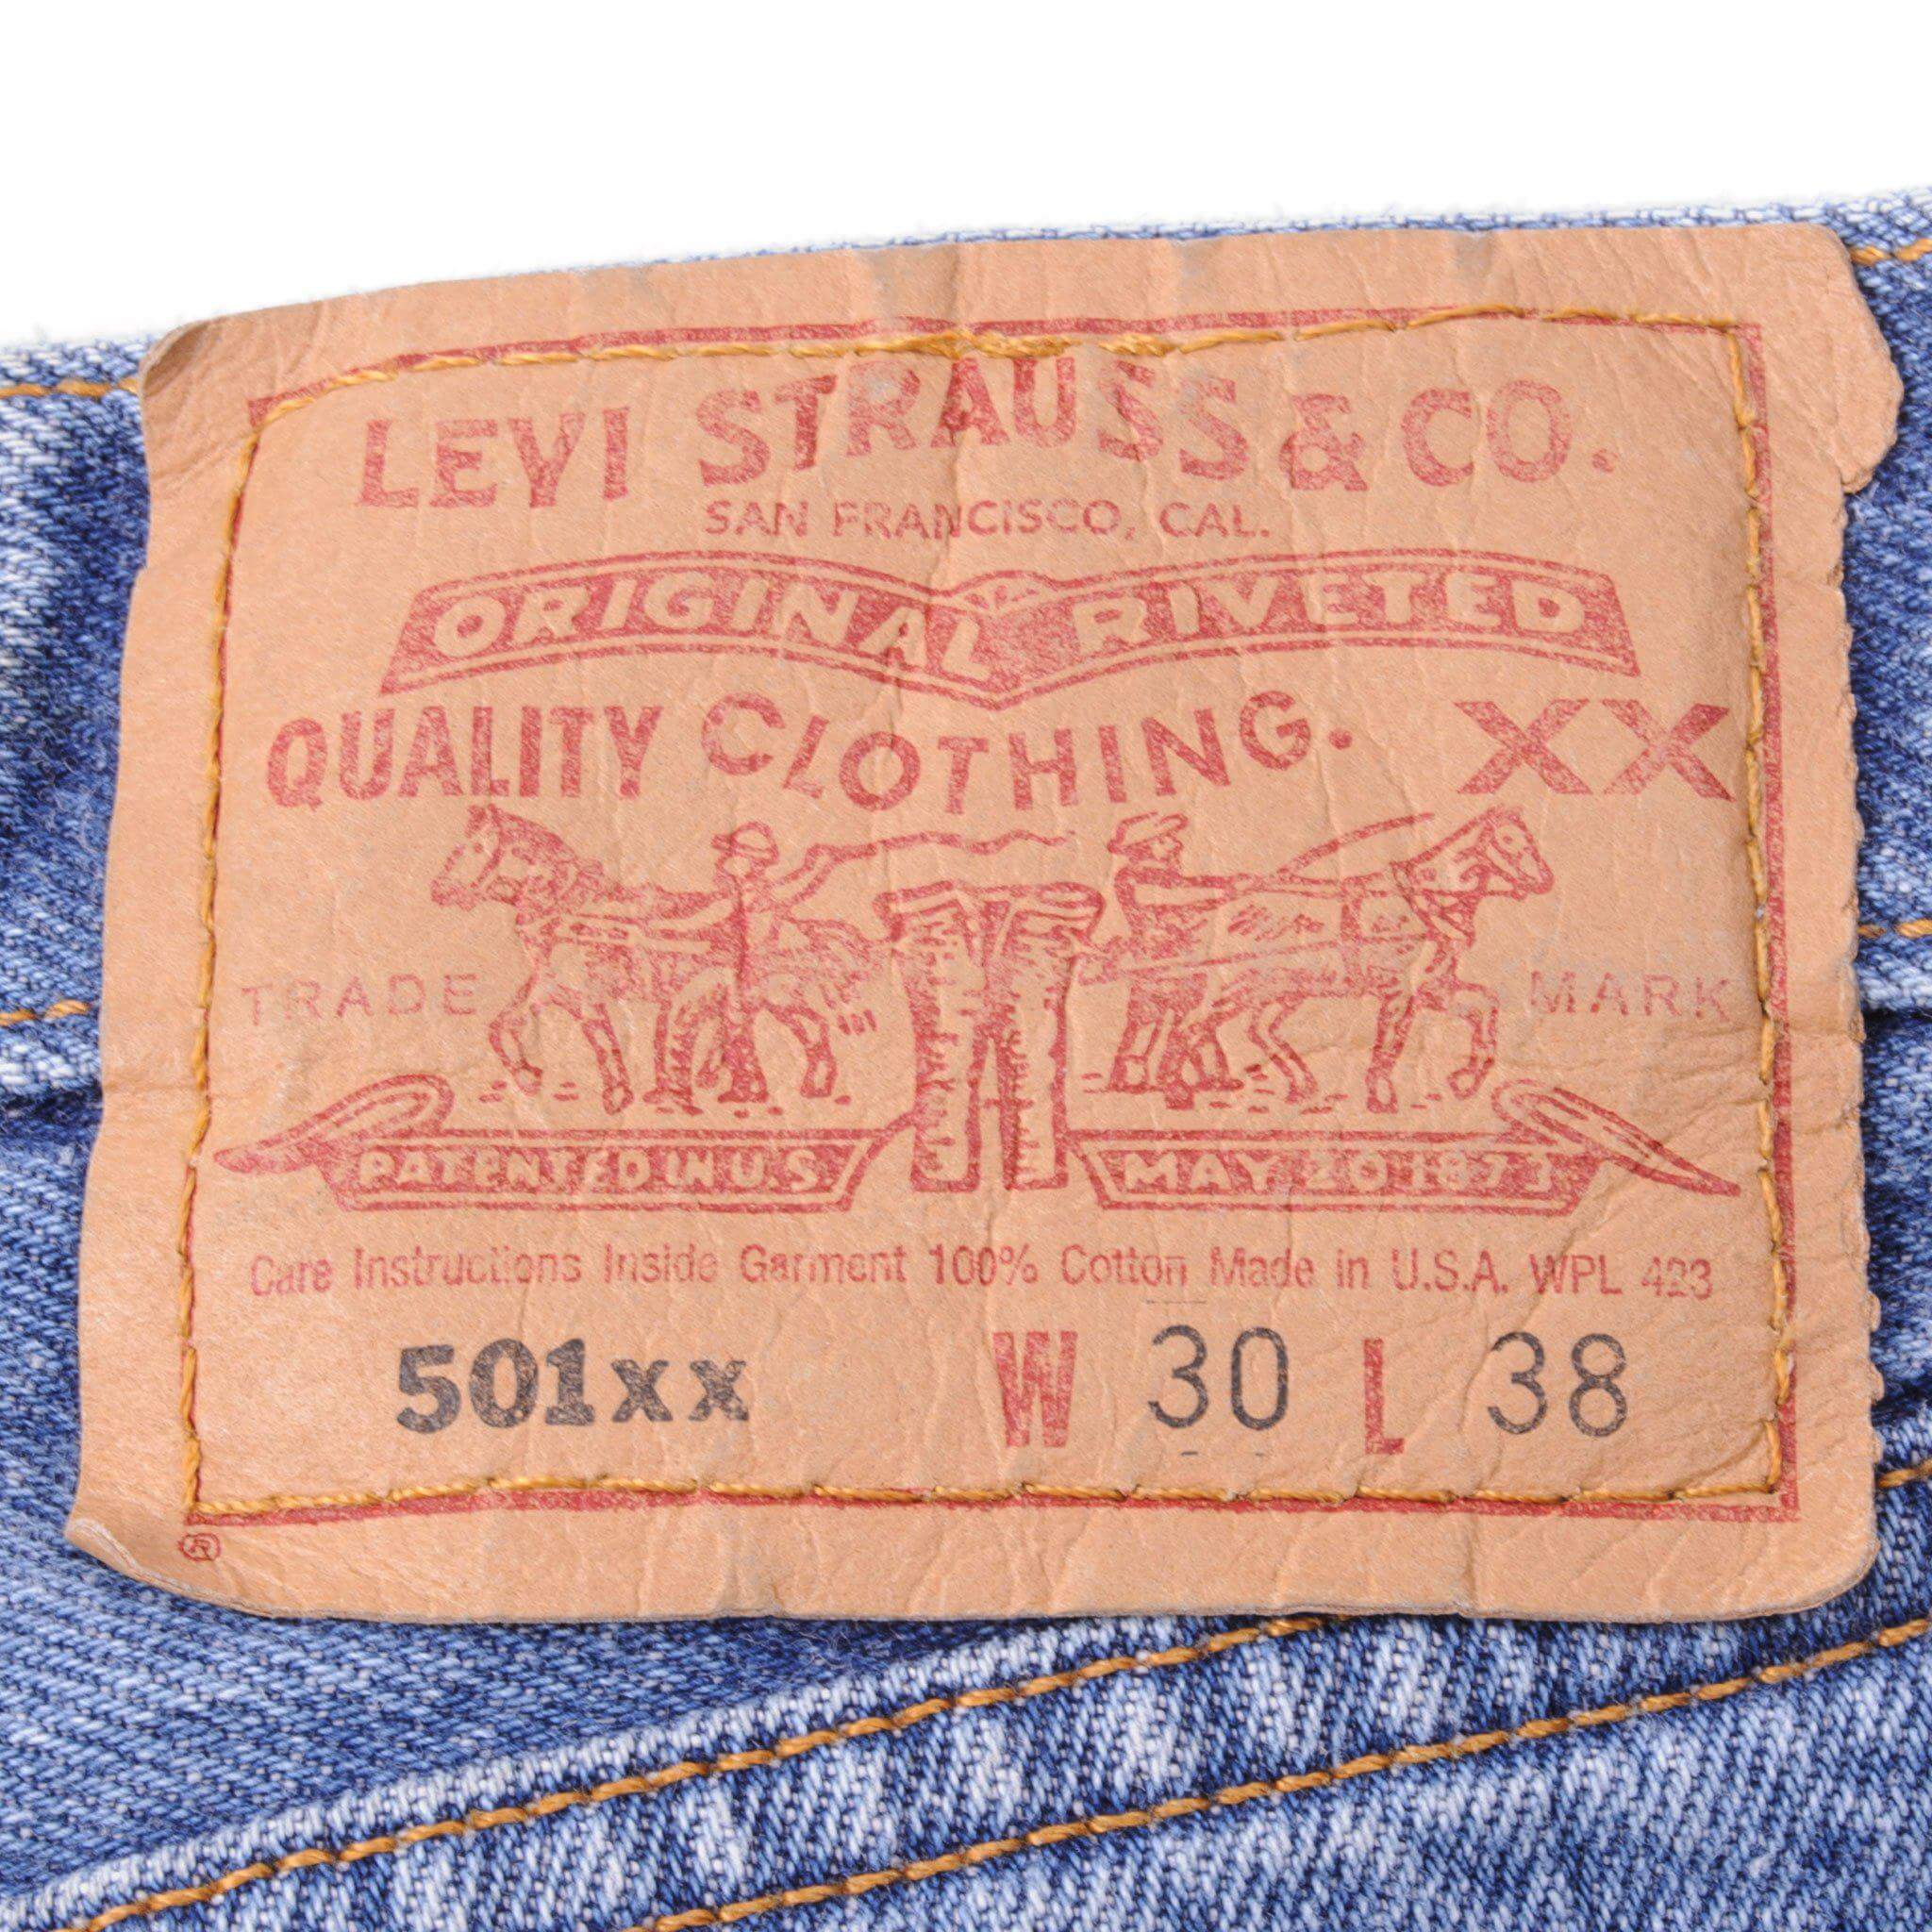 LEVI STRAUSS & CO.
SAN FRANCISCO, CAL.
ORIGINAL RIVETED
QUALITY CLOTHING. XX
TRADE MARK
PATENTED IN U.S MAY 20 1873
Care Instructions Inside Garment 100% Cotton Made in U.S.A. WPL 423
501xx W 30 L 38
®